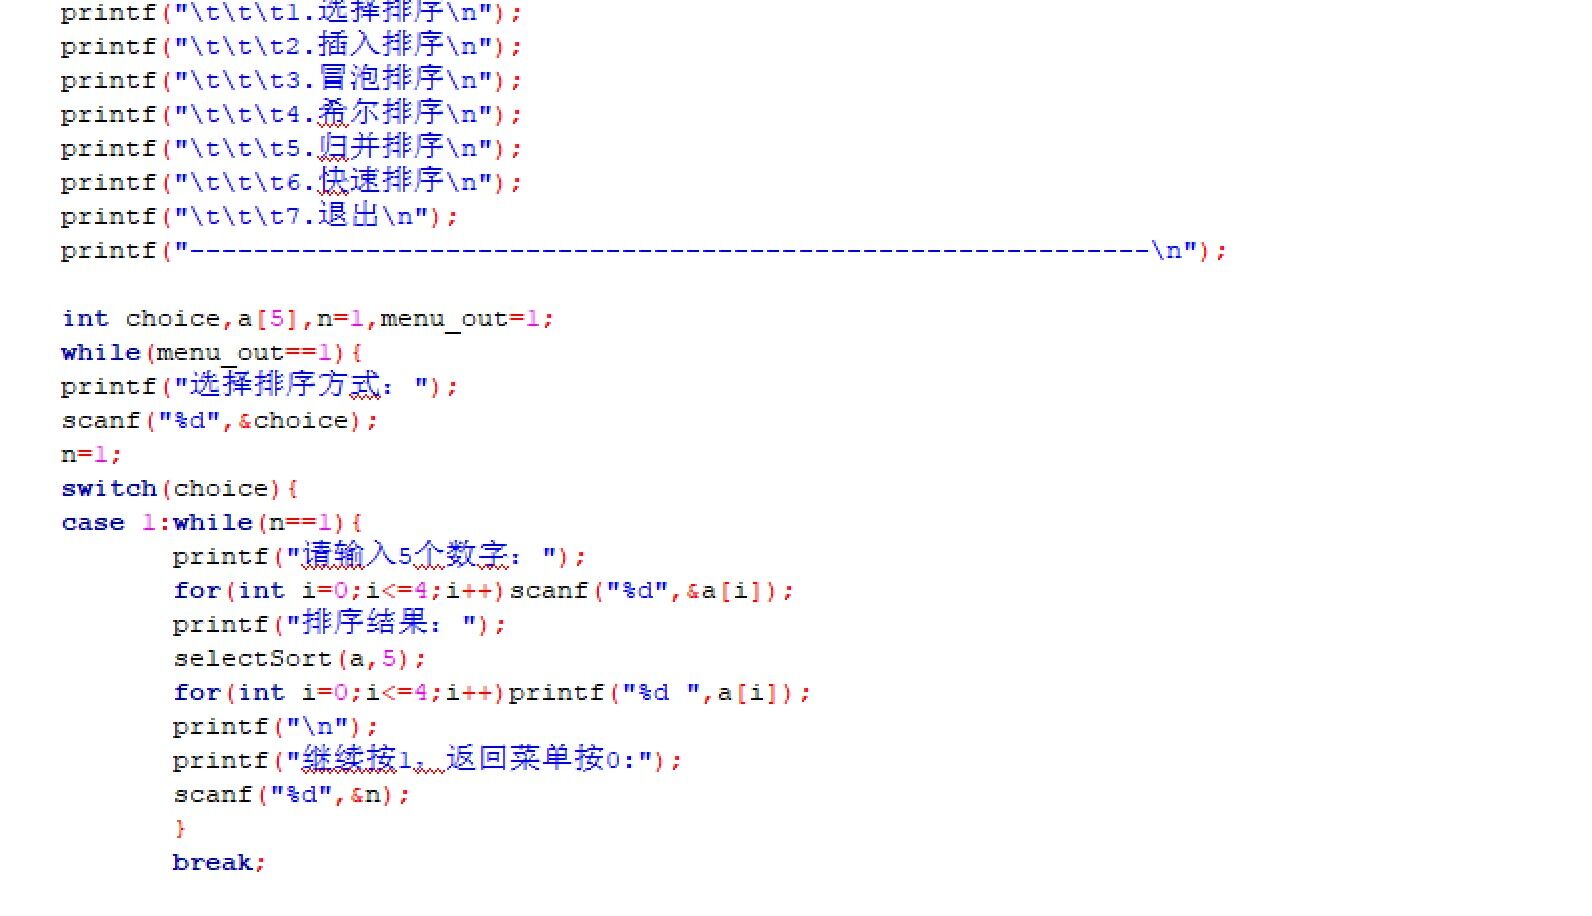 printf("\t\t\t1.选择排序\n");
printf("\t\t\t2.插入排序\n");
printf("\t\t\t3.冒泡排序\n");
printf("\t\t\t4.希尔排序\n");
printf("\t\t\t5.归并排序\n");
printf("\t\t\t6.快速排序\n");
printf("\t\t\t7.退出\n");
printf("------------------------------------------------------------\n");
int choice,a[5],n=1,menu_out=1;
while(menu_out==1){
printf("选择排序方式：");
scanf("%d",&choice);
n=1;
switch(choice){
case 1:while(n==1){
printf("请输入5个数字：");
for(int i=0;i<=4;i++)scanf("%d",&a[i]);
printf("排序结果：");
selectSort(a,5);
for(int i=0;i<=4;i++)printf("%d ",a[i]);
printf("\n");
printf("继续按1，返回菜单按0:");
scanf("%d",&n);
}
break;